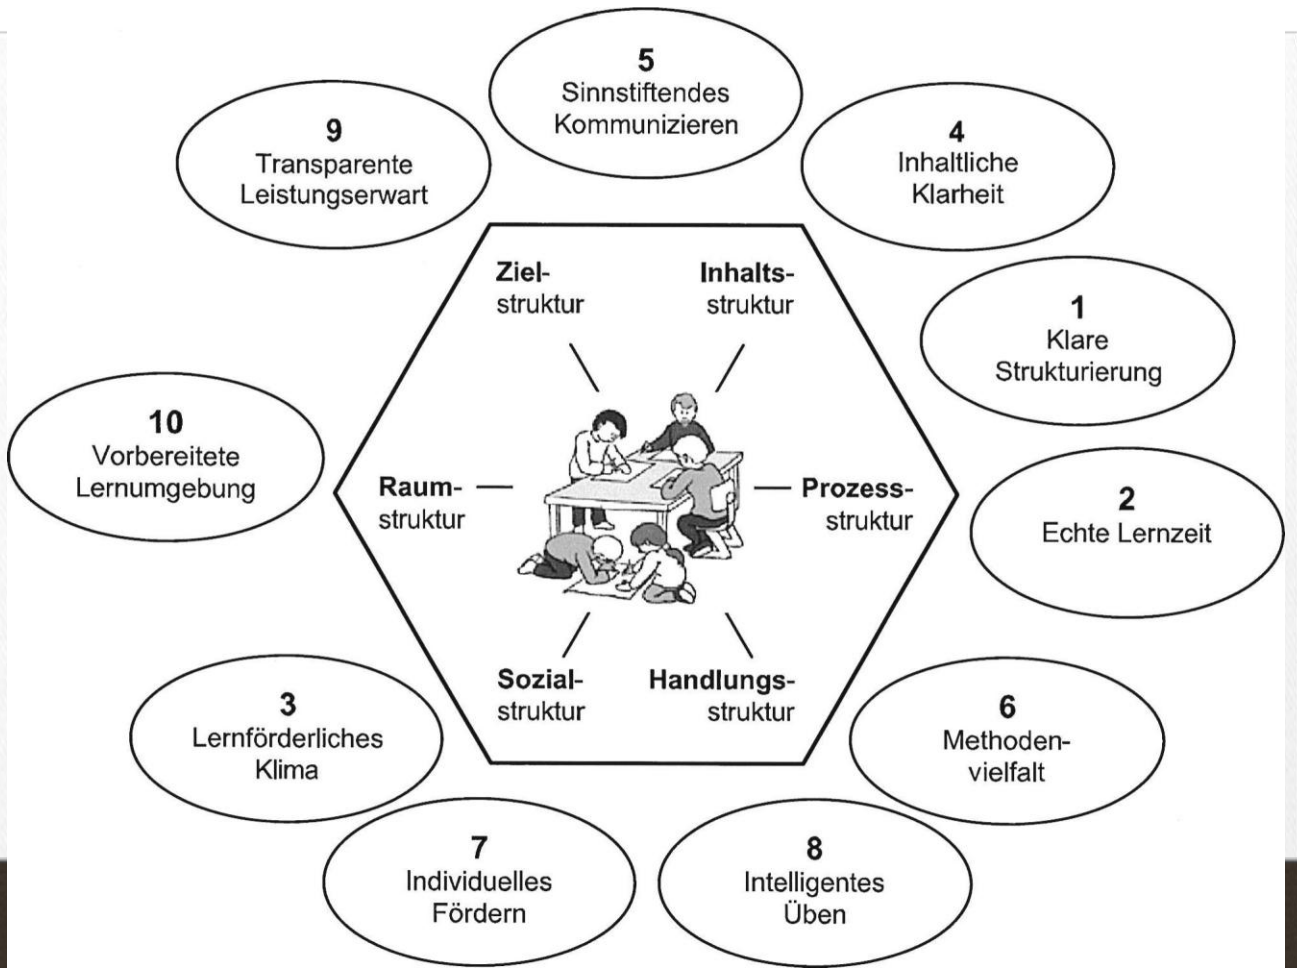 5
Sinnstiftendes
Kommunizieren
9
Transparente
Leistungserwart
4
Inhaltliche
Klarheit
1
Klare
Strukturierung
10
Vorbereitete
Lernumgebung
2
Echte Lernzeit
3
Lernförderliches
Klima
6
Methoden-
vielfalt
7
Individuelles
Fördern
8
Intelligentes
Üben
Ziel-
struktur
Inhalts-
struktur
Raum-
struktur
Prozess-
struktur
Sozial-
struktur
Handlungs-
struktur